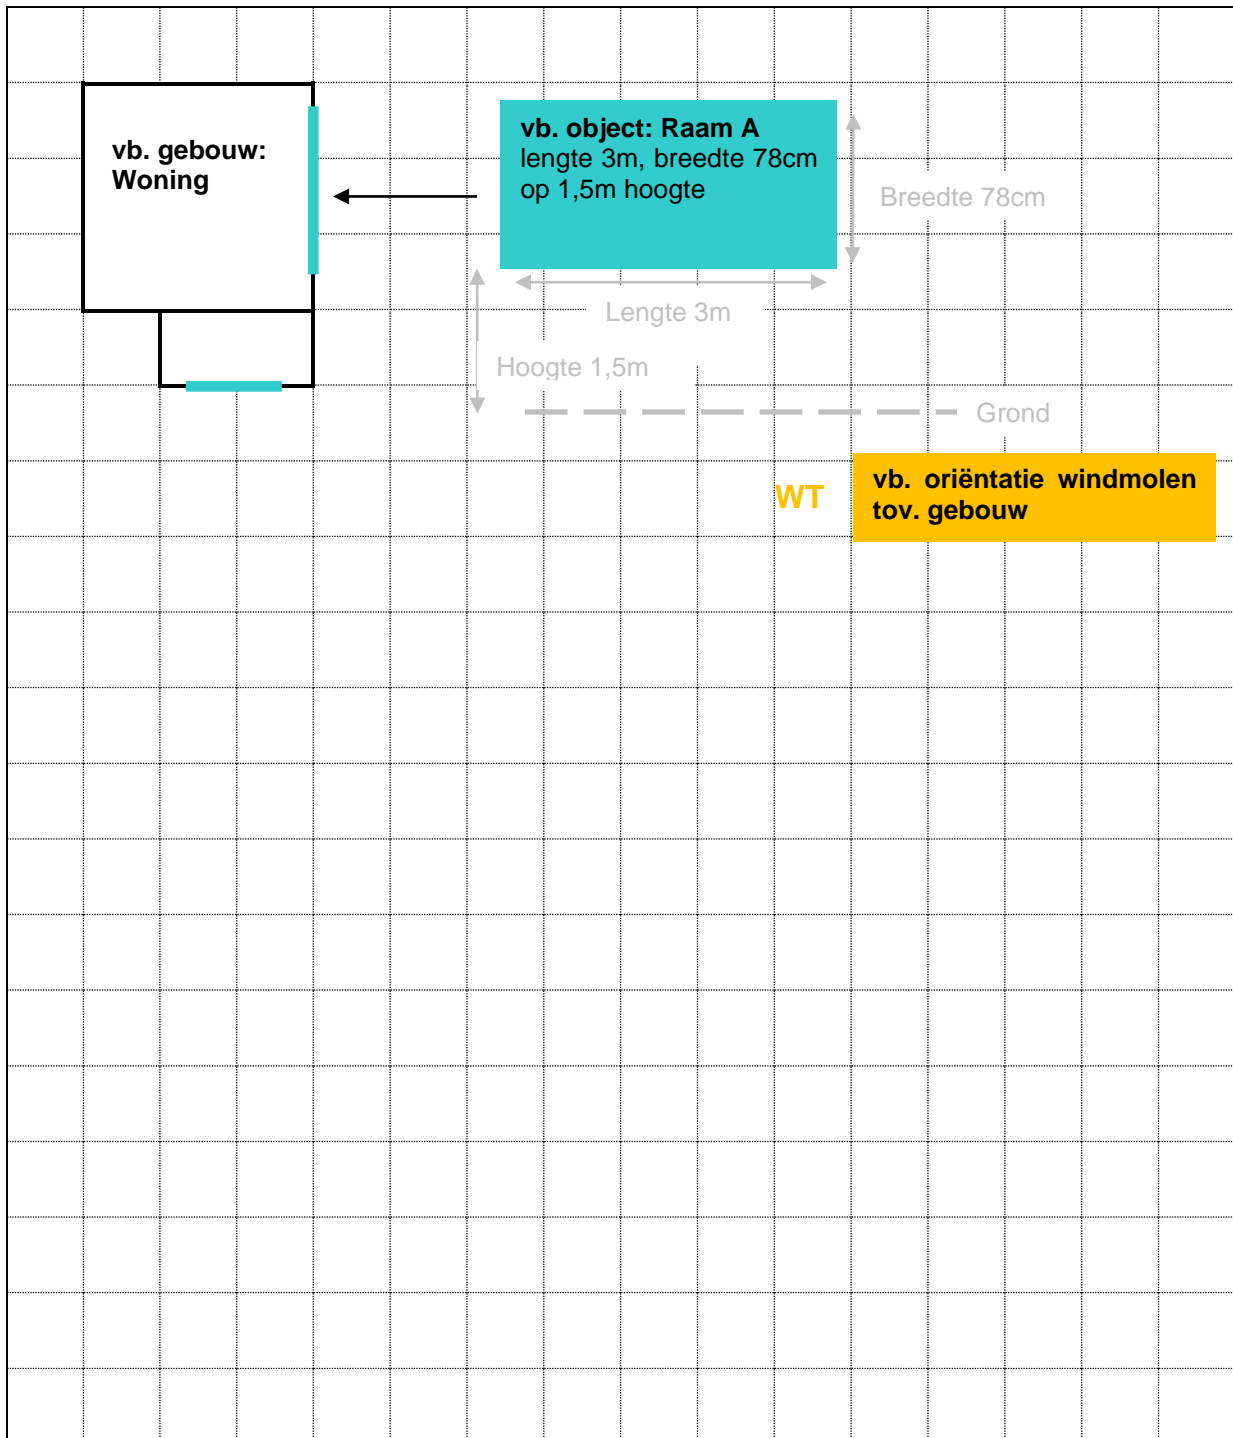 vb. gebouw:
Woning
vb. object: Raam A
lengte 3m, breedte 78cm
op 1,5m hoogte
Breedte 78cm
Lengte 3m
Hoogte 1,5m
Grond
WT
vb. oriëntatie windmolen
tov. gebouw